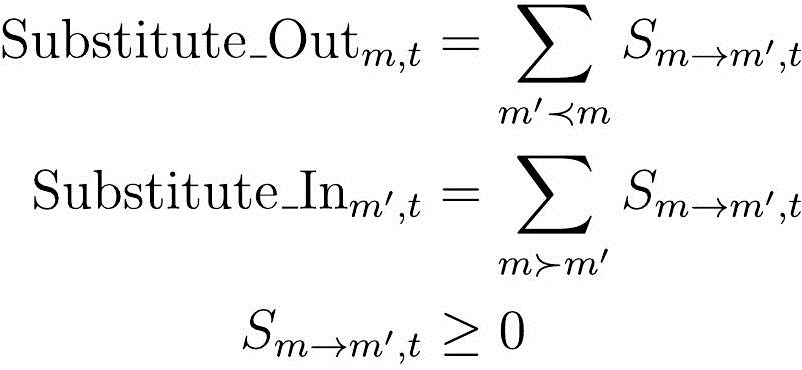 Substitute_Out_{m,t} = \sum_{m' \prec m} S_{m \to m',t}
Substitute_In_{m',t} = \sum_{m \succ m'} S_{m \to m',t}
S_{m \to m',t} \geq 0